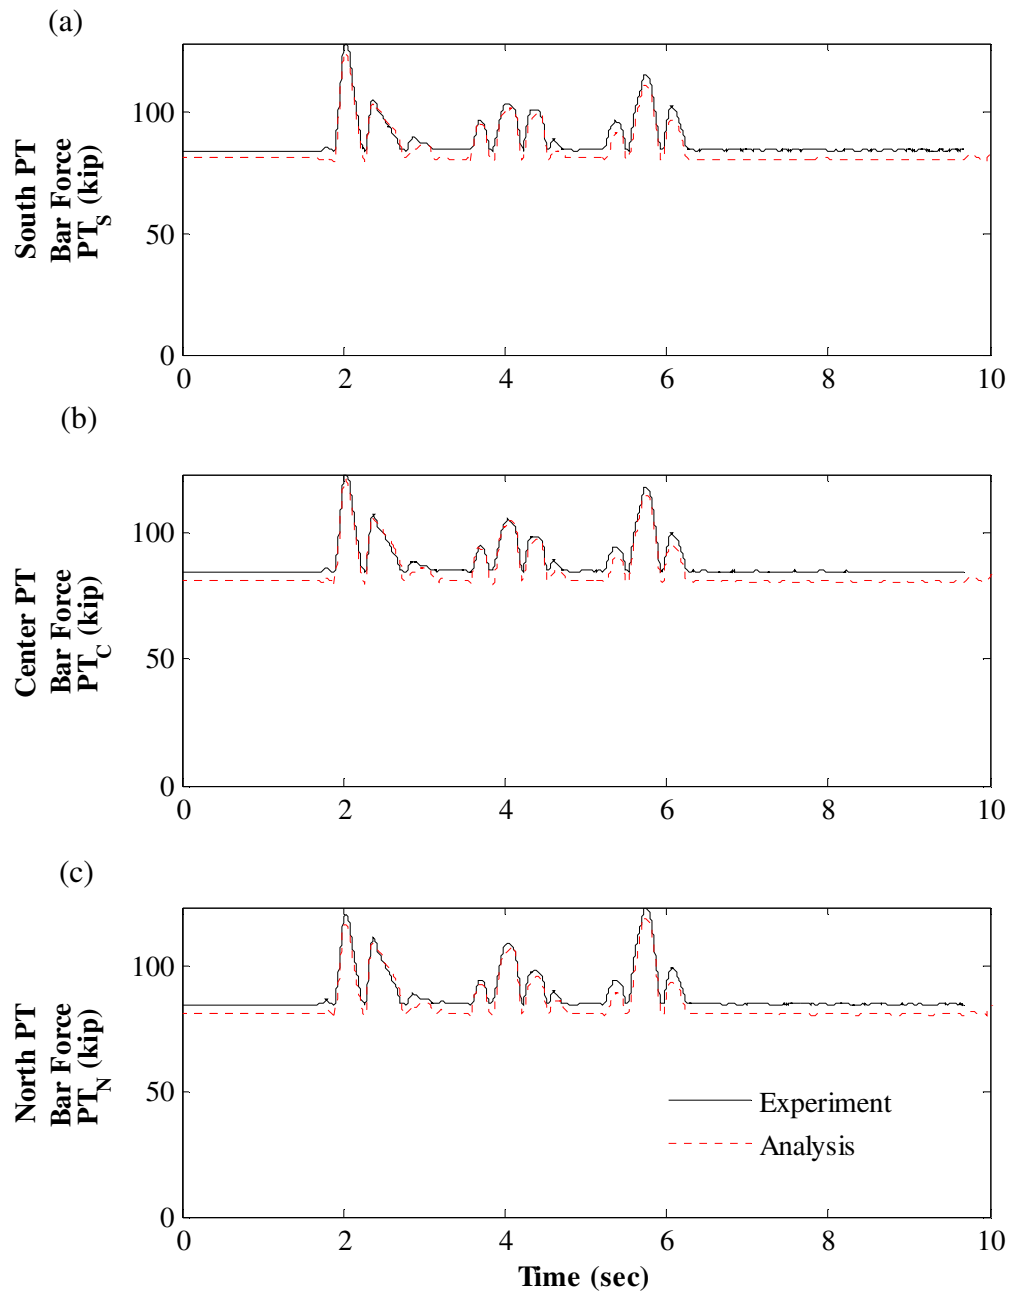 (a)
South PT
Bar Force
PT_S (kip)
100
50
0
0 2 4 6 8 10
(b)
Center PT
Bar Force
PT_C (kip)
100
50
0
0 2 4 6 8 10
(c)
North PT
Bar Force
PT_N (kip)
100
50
0
Experiment
Analysis
0 2 4 6 8 10
Time (sec)